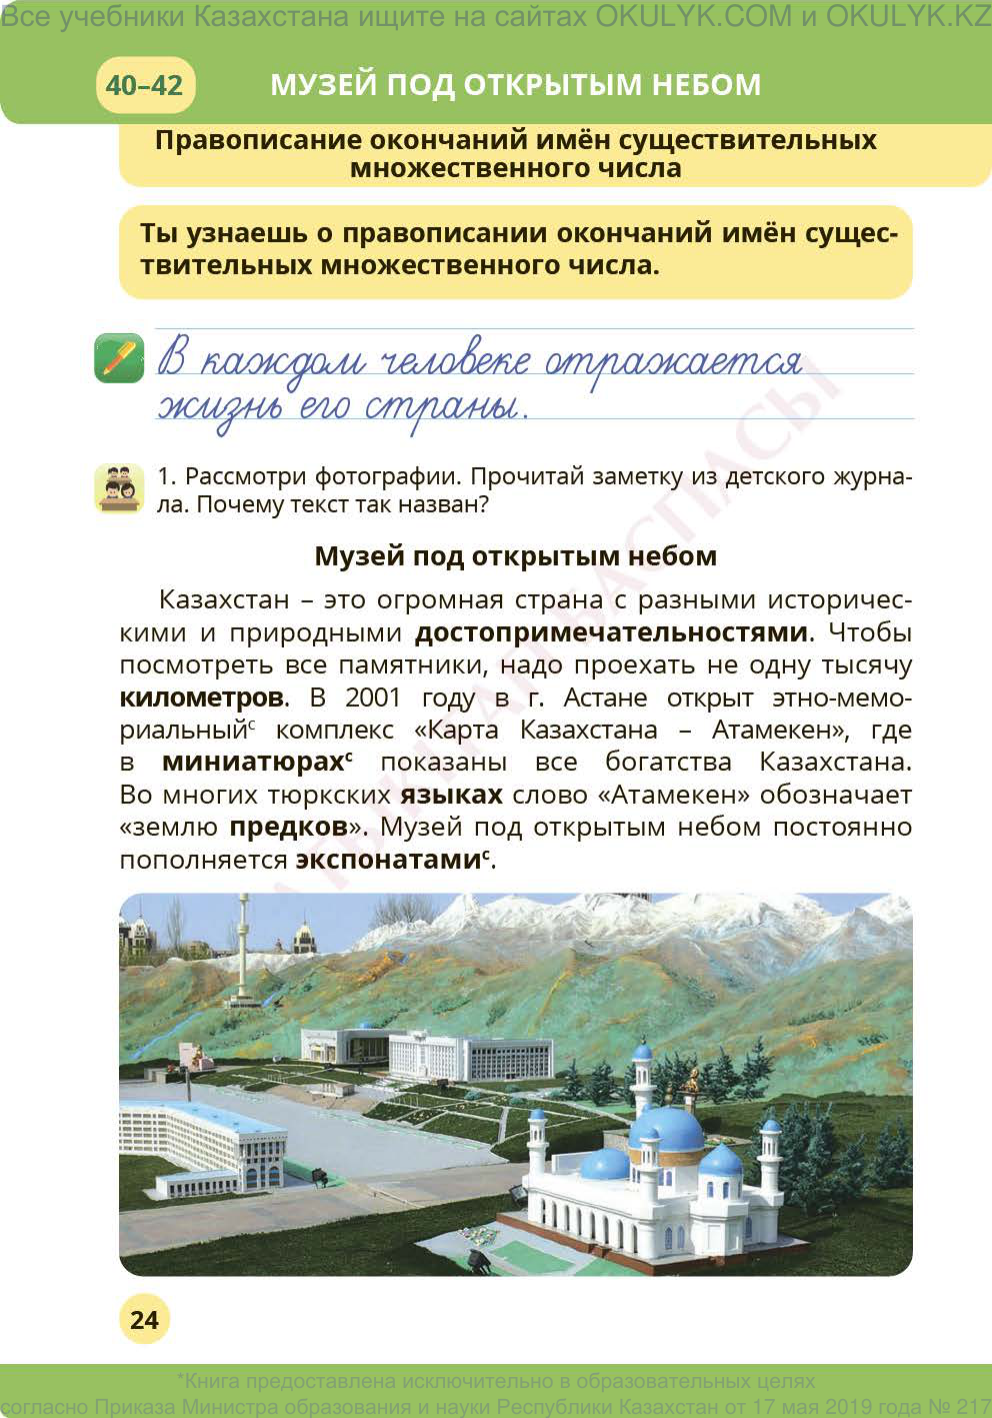 Все учебники Казахстана ищите на сайтах OKULYK.COM и OKULYK.KZ
40–42
МУЗЕЙ ПОД ОТКРЫТЫМ НЕБОМ
Правописание окончаний имён существительных
множественного числа
Ты узнаешь о правописании окончаний имён сущес-
твительных множественного числа.
В каждом человеке отражается
жизнь его страны.
1. Рассмотри фотографии. Прочитай заметку из детского журна-
ла. Почему текст так назван?
Музей под открытым небом
Казахстан – это огромная страна с разными историчес-
кими и природными достопримечательностями. Чтобы
посмотреть все памятники, надо проехать не одну тысячу
километров. В 2001 году в г. Астане открыт этно-мемо-
риальныйс комплекс «Карта Казахстана – Атамекен», где
в миниатюрахс показаны все богатства Казахстана.
Во многих тюркских языках слово «Атамекен» обозначает
«землю предков». Музей под открытым небом постоянно
пополняется экспонатамис.
24
*Книга предоставлена исключительно в образовательных целях
согласно Приказа Министра образования и науки Республики Казахстан от 17 мая 2019 года № 217